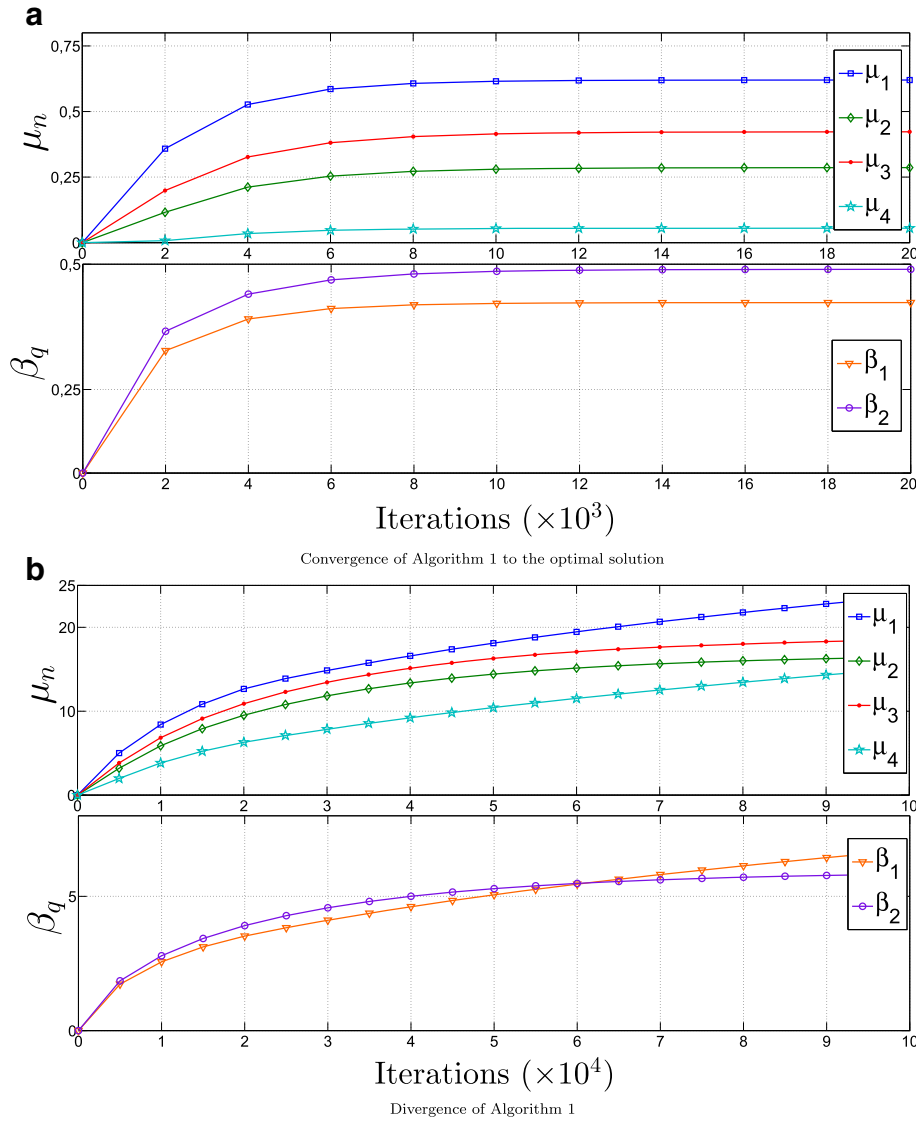 a
μn
0,75
0,5
0,25
0
0 2 4 6 8 10 12 14 16 18 20
μ1
μ2
μ3
μ4
βq
0,5
0,25
0
0 2 4 6 8 10 12 14 16 18 20
β1
β2
Iterations (×10³)
Convergence of Algorithm 1 to the optimal solution
b
μn
25
20
10
0
0 1 2 3 4 5 6 7 8 9 10
μ1
μ3
μ2
μ4
βq
5
0
0 1 2 3 4 5 6 7 8 9 10
β1
β2
Iterations (×10⁴)
Divergence of Algorithm 1